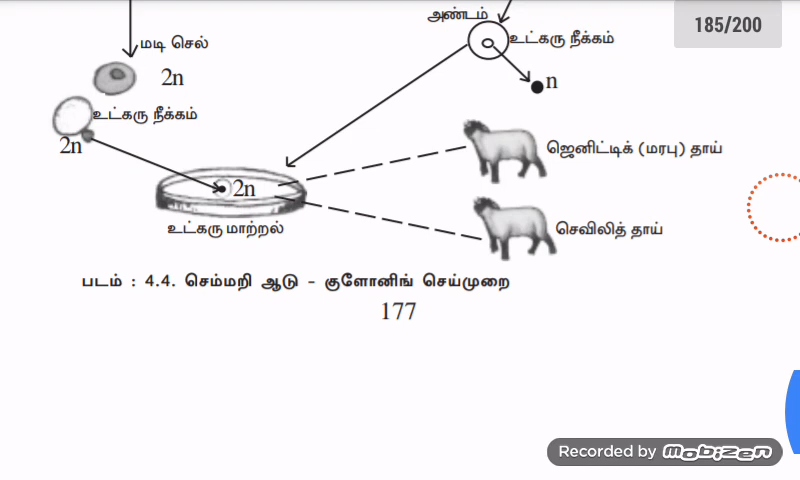 அண்டம்
185/200
உட்கரு நீக்கம்
மடி செல்
2n
n
உட்கரு நீக்கம்
2n
ஜெனிட்டிக் (மரபு) தாய்
2n
உட்கரு மாற்றல்
செவிலித் தாய்
படம் : 4.4. செம்மறி ஆடு - குளோனிங் செய்முறை
177
Recorded by mobizen